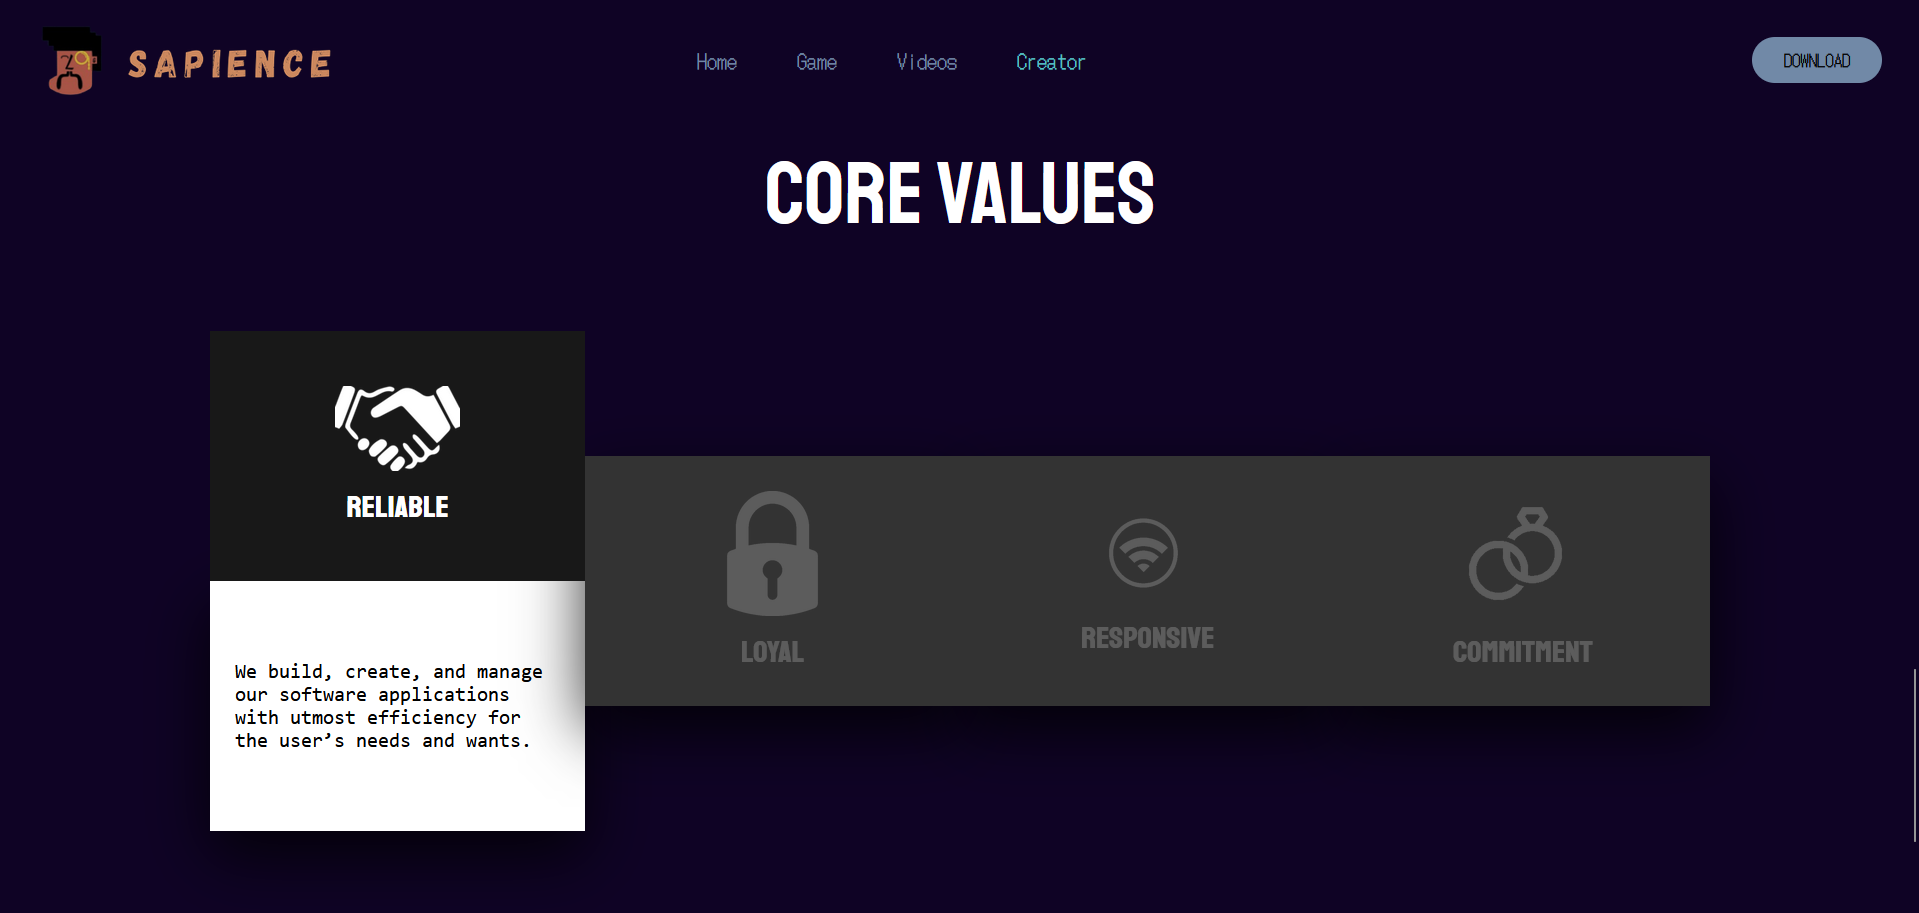 SAPIENCE
Home Game Videos Creator
DOWNLOAD
CORE VALUES
RELIABLE
We build, create, and manage
our software applications
with utmost efficiency for
the user’s needs and wants.
LOYAL
RESPONSIVE
COMMITMENT